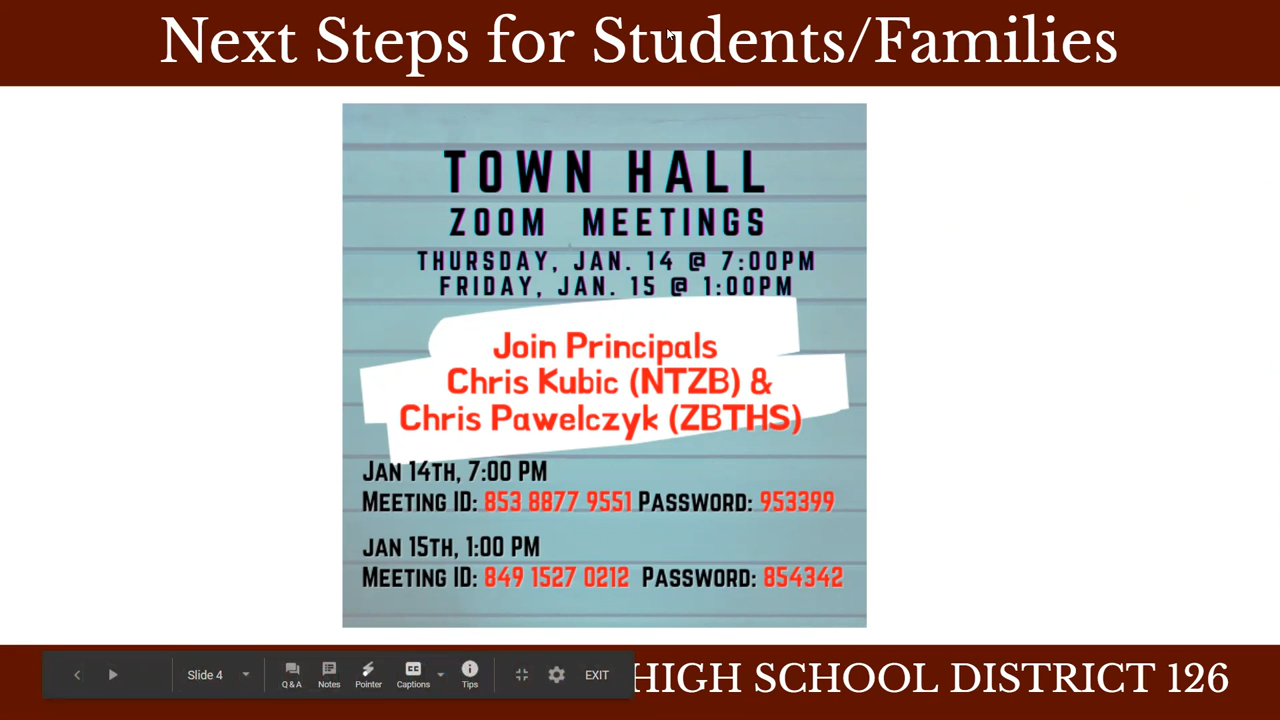 Next Steps for Students/Families
TOWN HALL
ZOOM MEETINGS
THURSDAY, JAN. 14 @ 7:00PM
FRIDAY, JAN. 15 @ 1:00PM
Join Principals
Chris Kubic (NTZB) &
Chris Pawelczyk (ZBTHS)
JAN 14TH, 7:00 PM
MEETING ID: 853 8877 9551 PASSWORD: 953399
JAN 15TH, 1:00 PM
MEETING ID: 849 1527 0212 PASSWORD: 854342
Slide 4
Q & A
Notes
Pointer
CC
Captions
Tips
EXIT
HIGH SCHOOL DISTRICT 126